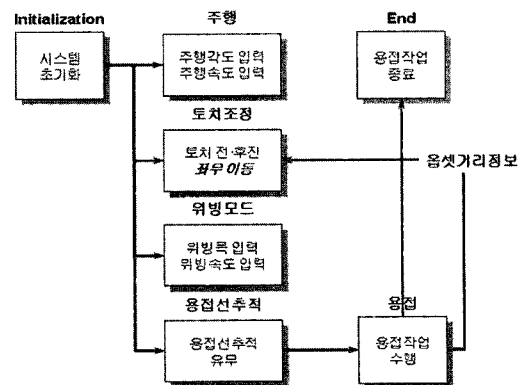 Initialization
시스템
초기화
주행
주행각도 입력
주행속도 입력
End
용접작업
종료
토치조정
토치 전·후진
좌우 이동
옵셋거리정보
위빙모드
위빙폭 입력
위빙속도 입력
용접선추적
용접선추적
유무
용접
용접작업
수행